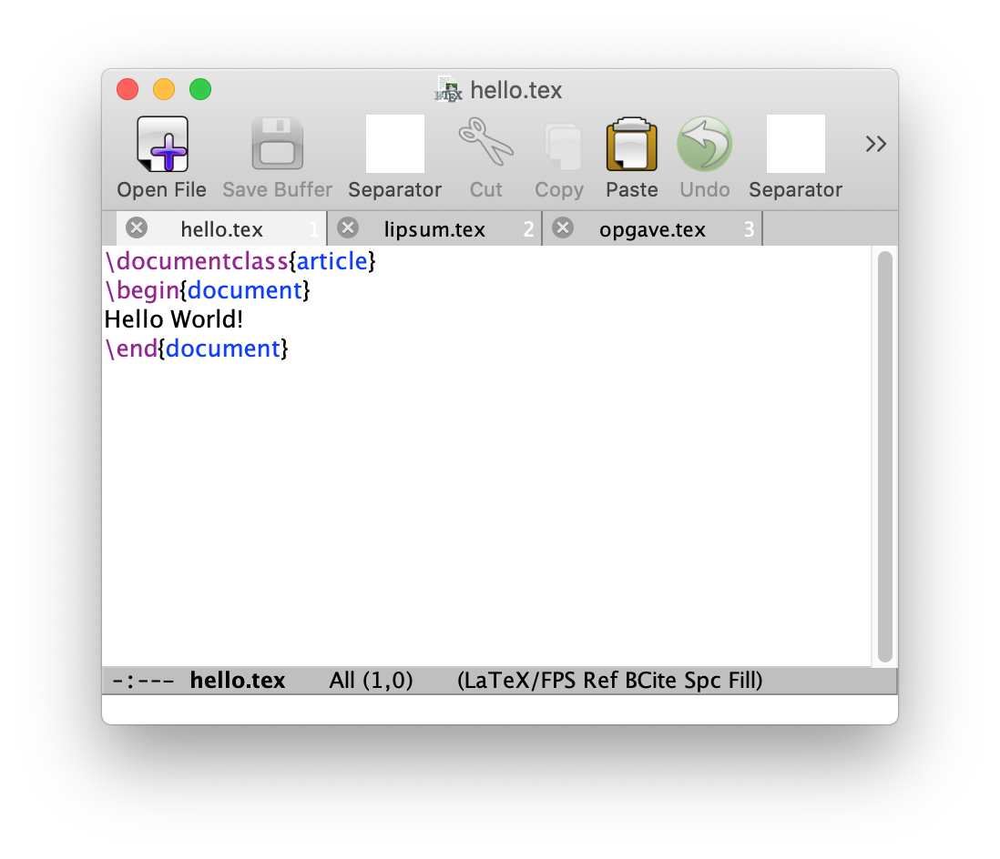 hello.tex
Open File Save Buffer Separator Cut Copy Paste Undo Separator
hello.tex 1 lipsum.tex 2 opgave.tex 3
\documentclass{article}
\begin{document}
Hello World!
\end{document}
-:--- hello.tex All (1,0) (LaTeX/FPS Ref BCite Spc Fill)